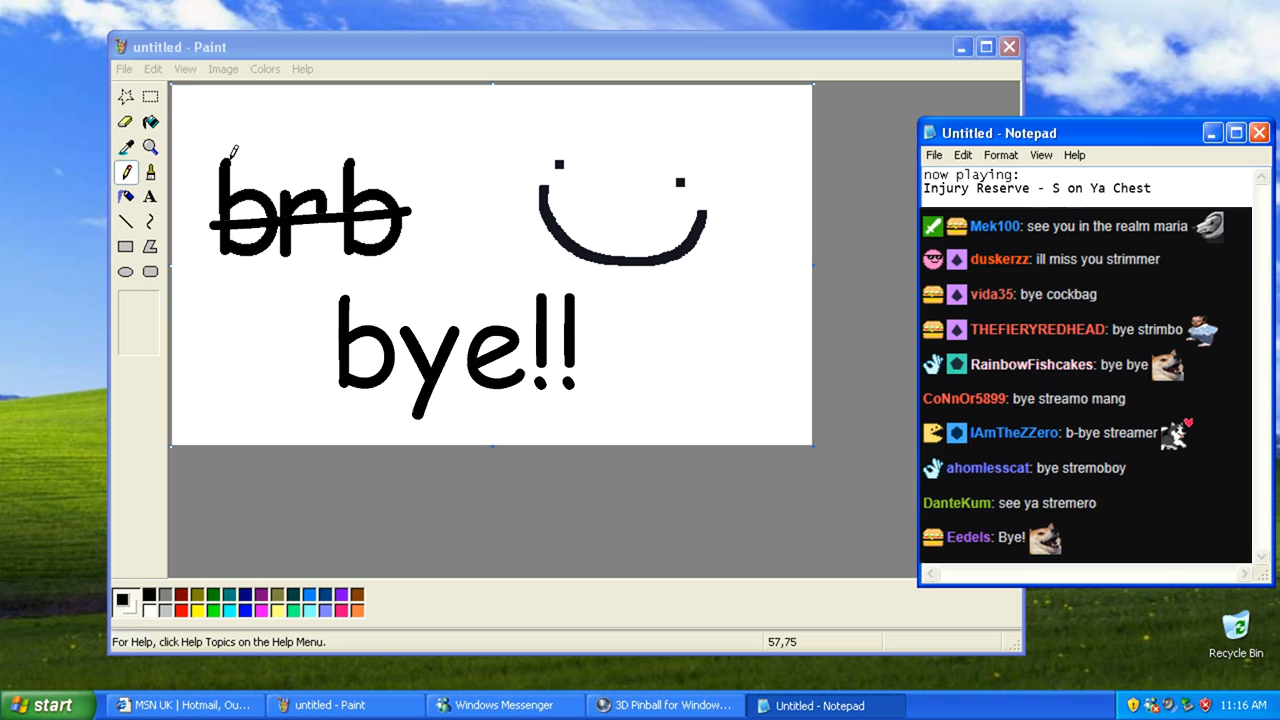 untitled - Paint
File Edit View Image Colors Help
brb
bye!!
For Help, click Help Topics on the Help Menu.
57,75
Untitled - Notepad
File Edit Format View Help
now playing:
Injury Reserve - S on Ya Chest
Mek100: see you in the realm maria
duskerzz: ill miss you strimmer
vida35: bye cockbag
THEFIERYREDHEAD: bye strimbo
RainbowFishcakes: bye bye
CoNnOr5899: bye streamo mang
IAmTheZZero: b-bye streamer
ahomlesscat: bye stremoboy
DanteKum: see ya stremero
Eedels: Bye!
Recycle Bin
start
MSN UK | Hotmail, Ou...
untitled - Paint
Windows Messenger
3D Pinball for Window...
Untitled - Notepad
11:16 AM